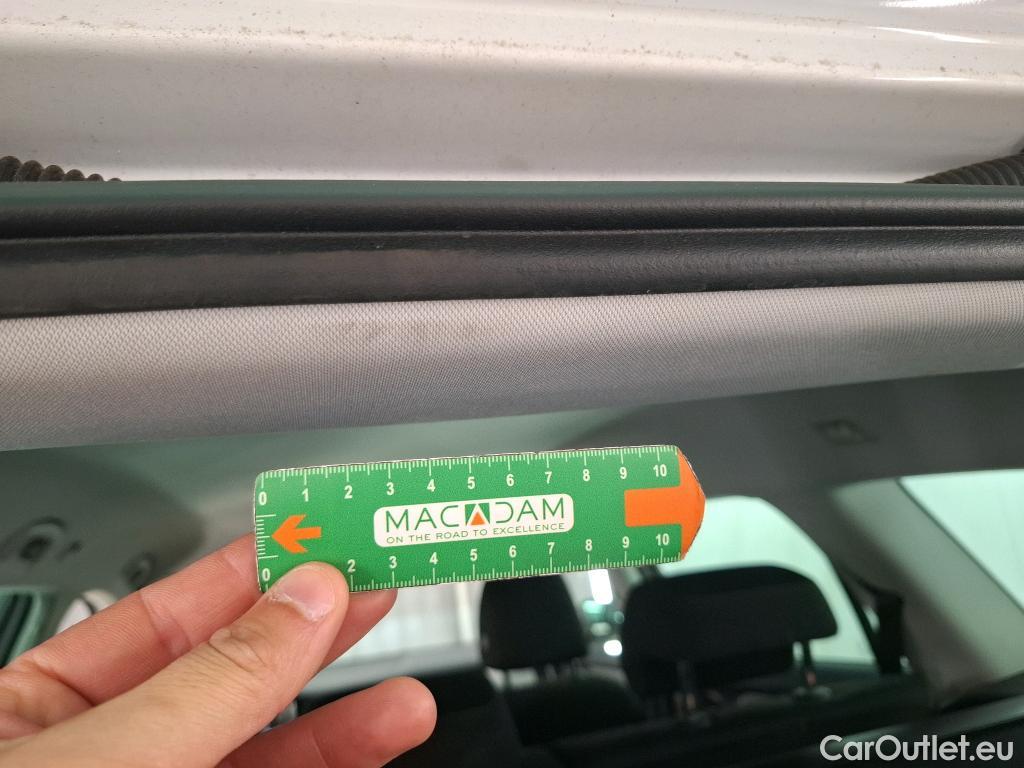 0 1 2 3 4 5 6 7 8 9 10
MACADAM
ON THE ROAD TO EXCELLENCE
0 2 3 4 5 6 7 8 9 10
CarOutlet.eu